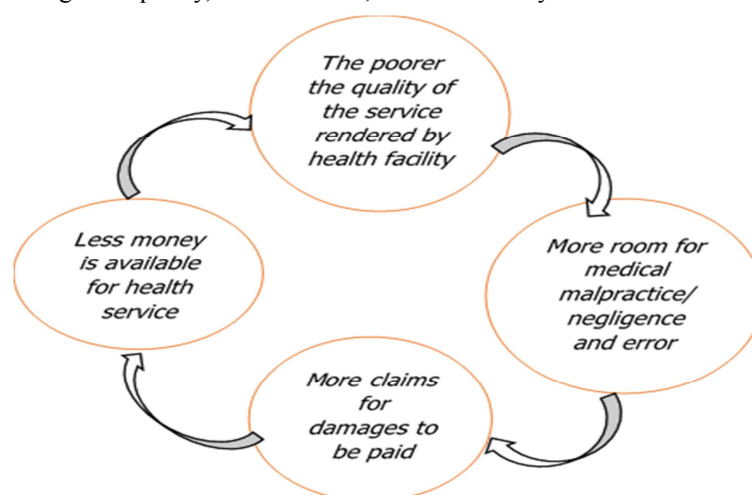 The poorer
the quality of
the service
rendered by
health facility
More room for
medical
malpractice/
negligence
and error
More claims
for
damages to
be paid
Less money
is available
for health
service